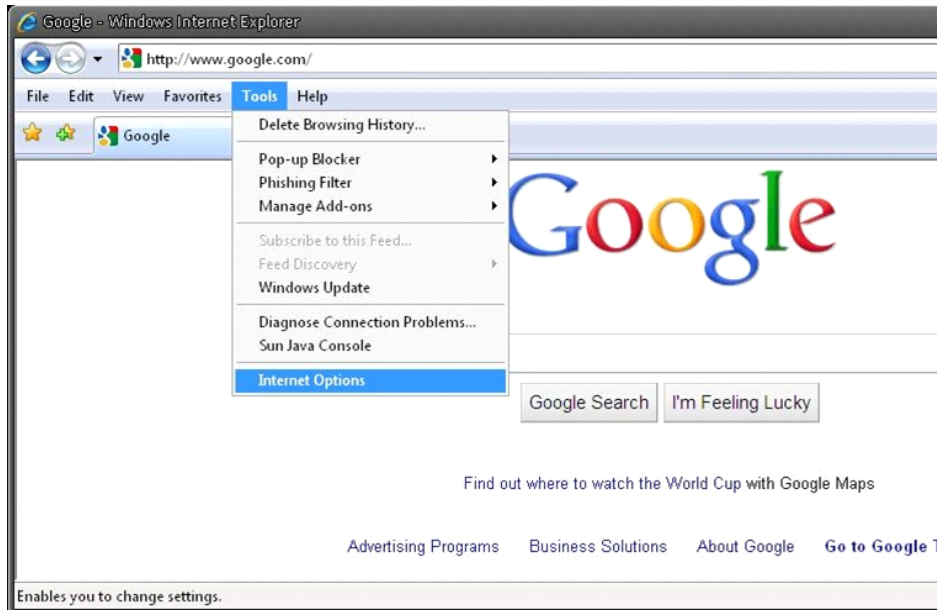 Google - Windows Internet Explorer
http://www.google.com/
File Edit View Favorites Tools Help
Google
Delete Browsing History...
Pop-up Blocker
Phishing Filter
Manage Add-ons
Subscribe to this Feed...
Feed Discovery
Windows Update
Diagnose Connection Problems...
Sun Java Console
Internet Options
Google
Google Search I'm Feeling Lucky
Find out where to watch the World Cup with Google Maps
Advertising Programs Business Solutions About Google Go to Google
Enables you to change settings.